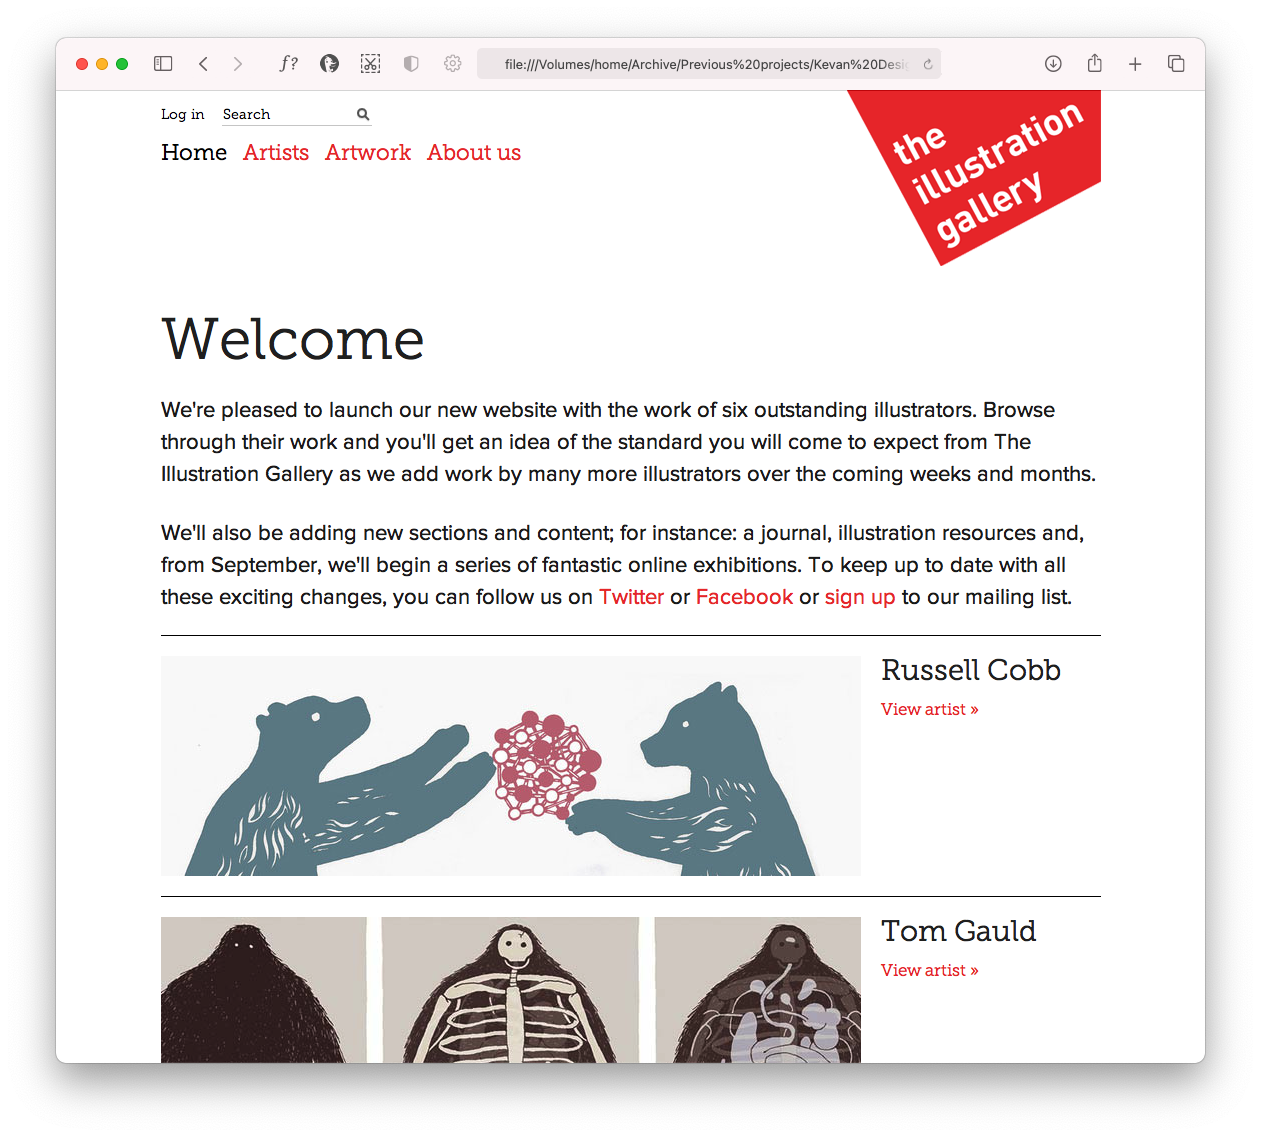 f?
file:///Volumes/home/Archive/Previous%20projects/Kevan%20Desi
Log in Search
Home Artists Artwork About us
the
illustration
gallery
Welcome
We're pleased to launch our new website with the work of six outstanding illustrators. Browse
through their work and you'll get an idea of the standard you will come to expect from The
Illustration Gallery as we add work by many more illustrators over the coming weeks and months.
We'll also be adding new sections and content; for instance: a journal, illustration resources and,
from September, we'll begin a series of fantastic online exhibitions. To keep up to date with all
these exciting changes, you can follow us on Twitter or Facebook or sign up to our mailing list.
Russell Cobb
View artist »
Tom Gauld
View artist »